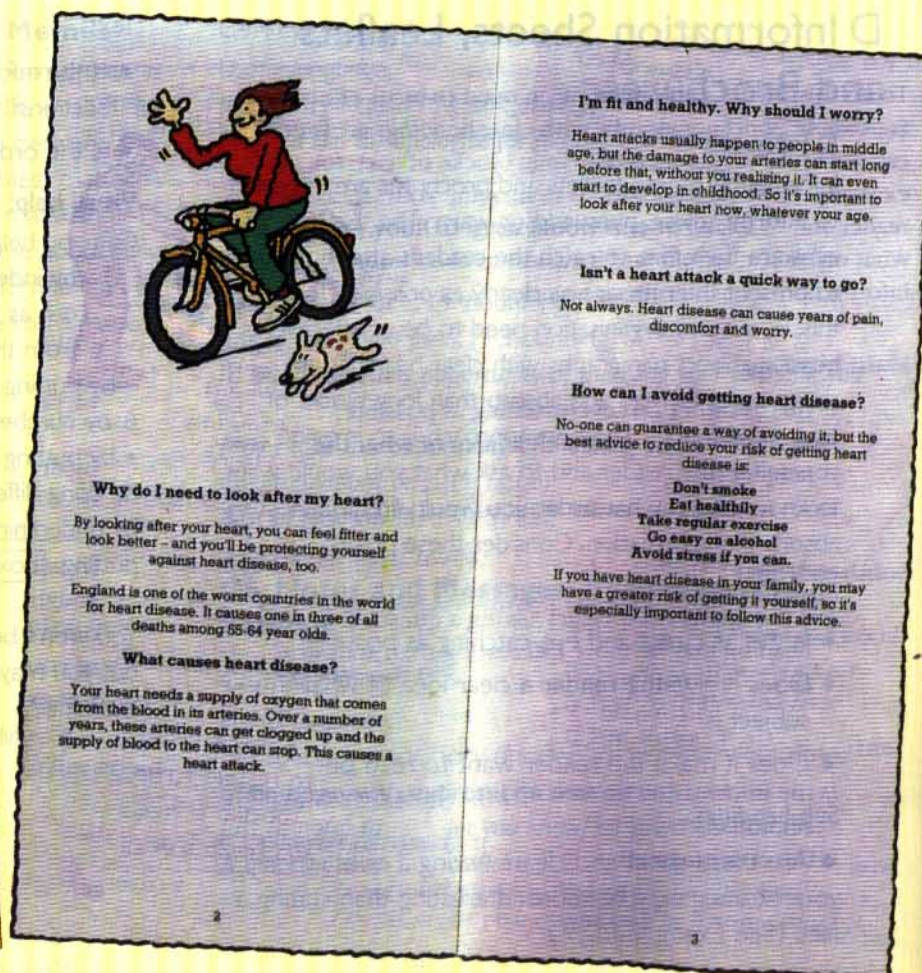 Why do I need to look after my heart?
By looking after your heart, you can feel fitter and
look better – and you'll be protecting yourself
against heart disease, too.
England is one of the worst countries in the world
for heart disease. It causes one in three of all
deaths among 55-64 year olds.
What causes heart disease?
Your heart needs a supply of oxygen that comes
from the blood in its arteries. Over a number of
years, these arteries can get clogged up and the
supply of blood to the heart can stop. This causes a
heart attack.
2
I'm fit and healthy. Why should I worry?
Heart attacks usually happen to people in middle
age, but the damage to your arteries can start long
before that, without you realising it. It can even
start to develop in childhood. So it's important to
look after your heart now, whatever your age.
Isn't a heart attack a quick way to go?
Not always. Heart disease can cause years of pain,
discomfort and worry.
How can I avoid getting heart disease?
No-one can guarantee a way of avoiding it, but the
best advice to reduce your risk of getting heart
disease is:
Don't smoke
Eat healthily
Take regular exercise
Go easy on alcohol
Avoid stress if you can.
If you have heart disease in your family, you may
have a greater risk of getting it yourself, so it's
especially important to follow this advice.
3
D Information Sheets,